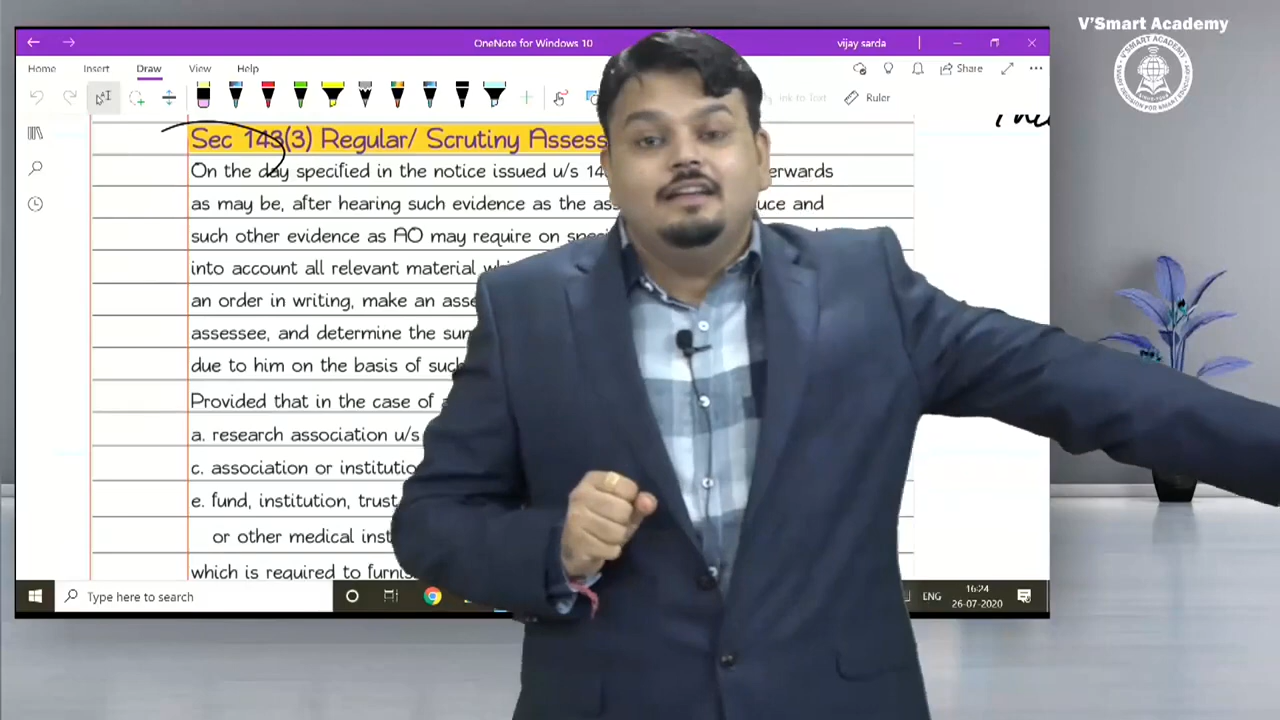 V'Smart Academy
V'SMART ACADEMY
OneNote for Windows 10
vijay sarda
Home Insert Draw View Help
Share
Ink to Text
Ruler
Sec 143(3) Regular/ Scrutiny Assess
On the day specified in the notice issued u/s 14 erwards
as may be, after hearing such evidence as the uce and
such other evidence as AO may require on
into account all relevant material
an order in writing, make an
assessee, and determine the
due to him on the basis of such
Provided that in the case of
a. research association u/s
c. association or institutio
e. fund, institution, trust
or other medical inst
which is required to furnis
Type here to search
ENG
16:24
26-07-2020